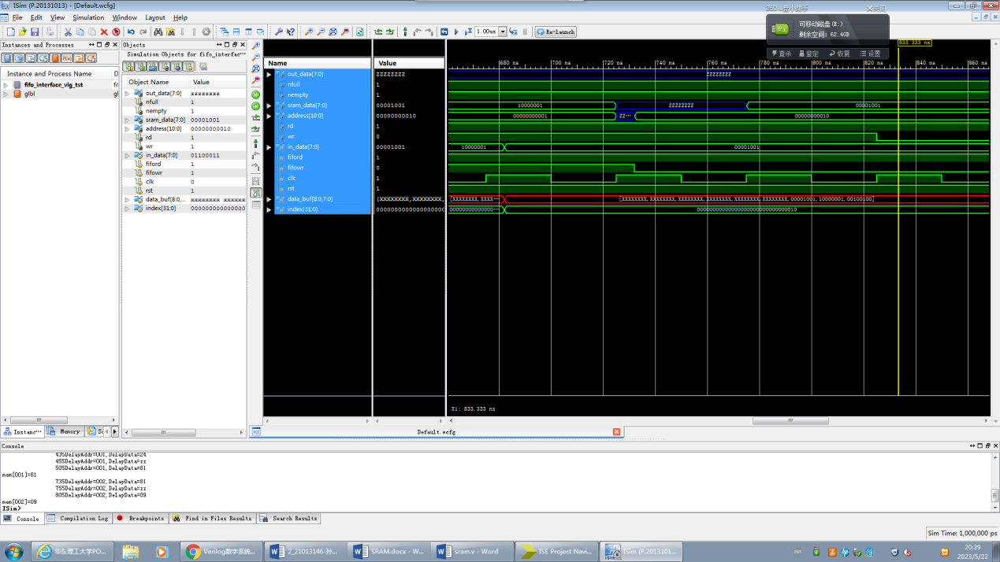 ISim (P.20131013) - [Default.wcfg]
File Edit View Simulation Window Layout Help
1.00us Re-launch
可移动磁盘(E:)
剩余空间: 62.4GB
查杀 鉴定 恢复 设置
Instances and Processes
Instance and Process Name D
fifo_interface_vlg_tst fif
glbl gl
Instanc… Memory
Objects
Simulation Objects for fifo_interfac…
Object Name Value
out_data[7:0] zzzzzzzz
nfull 1
nempty 1
sram_data[7:0] 00001001
address[10:0] 00000000010
rd 1
wr 1
in_data[7:0] 01100011
fiford 1
fifowr 1
clk 0
rst 1
data_buf[8:0,... xxxxxxxx xxxxxx
index[31:0] 0000000000000
Name Value
out_data[7:0] ZZZZZZZZ
nfull 1
nempty 1
sram_data[7:0] 00001001
address[10:0] 00000000010
rd 1
wr 0
in_data[7:0] 00001001
fiford 1
fifowr 0
clk 1
rst 1
data_buf[8:0,7:0] [XXXXXXXX,XXXXXXXX,
index[31:0] 0000000000000000000
833.333 ns
680 ns 700 ns 720 ns 740 ns 760 ns 780 ns 800 ns 820 ns 840 ns 860 ns
ZZZZZZZZ
10000001 ZZZZZZZZ 00001001
00000000001 ZZ… 00000000010
10000001 00001001
[XXXXXXXX,XXXX… [XXXXXXXX,XXXXXXXX,XXXXXXXX,XXXXXXXX,XXXXXXXX,XXXXXXXX,00001001,10000001,00100100]
00000000000000… 00000000000000000000000000000010
X1: 833.333 ns
Default.wcfg
Console
435DelayAddr=001,DelayData=24
455DelayAddr=001,DelayData=zz
505DelayAddr=001,DelayData=81
mem[001]=81
735DelayAddr=002,DelayData=81
755DelayAddr=002,DelayData=zz
805DelayAddr=002,DelayData=09
mem[002]=09
ISim>
Console Compilation Log Breakpoints Find in Files Results Search Results
Sim Time: 1,000,000 ps
华东理工大学PO... Verilog数字系统... 2_21013146-孙... SRAM.docx - W... sram.v - Word ISE Project Navi... ISim (P.2013101...
20:39
2023/5/22